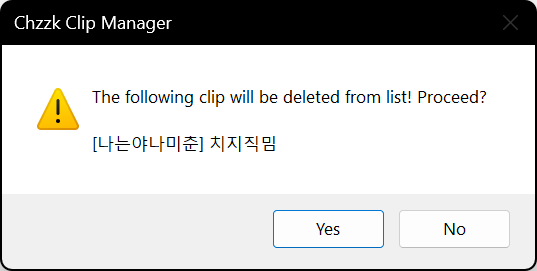 Chzzk Clip Manager
The following clip will be deleted from list! Proceed?
[나는야나미춘] 치지직밈
Yes
No